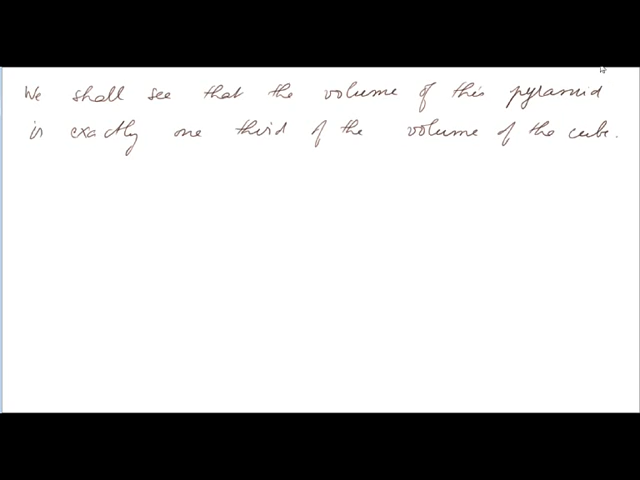 We shall see that the volume of this pyramid
is exactly one third of the volume of the cube.